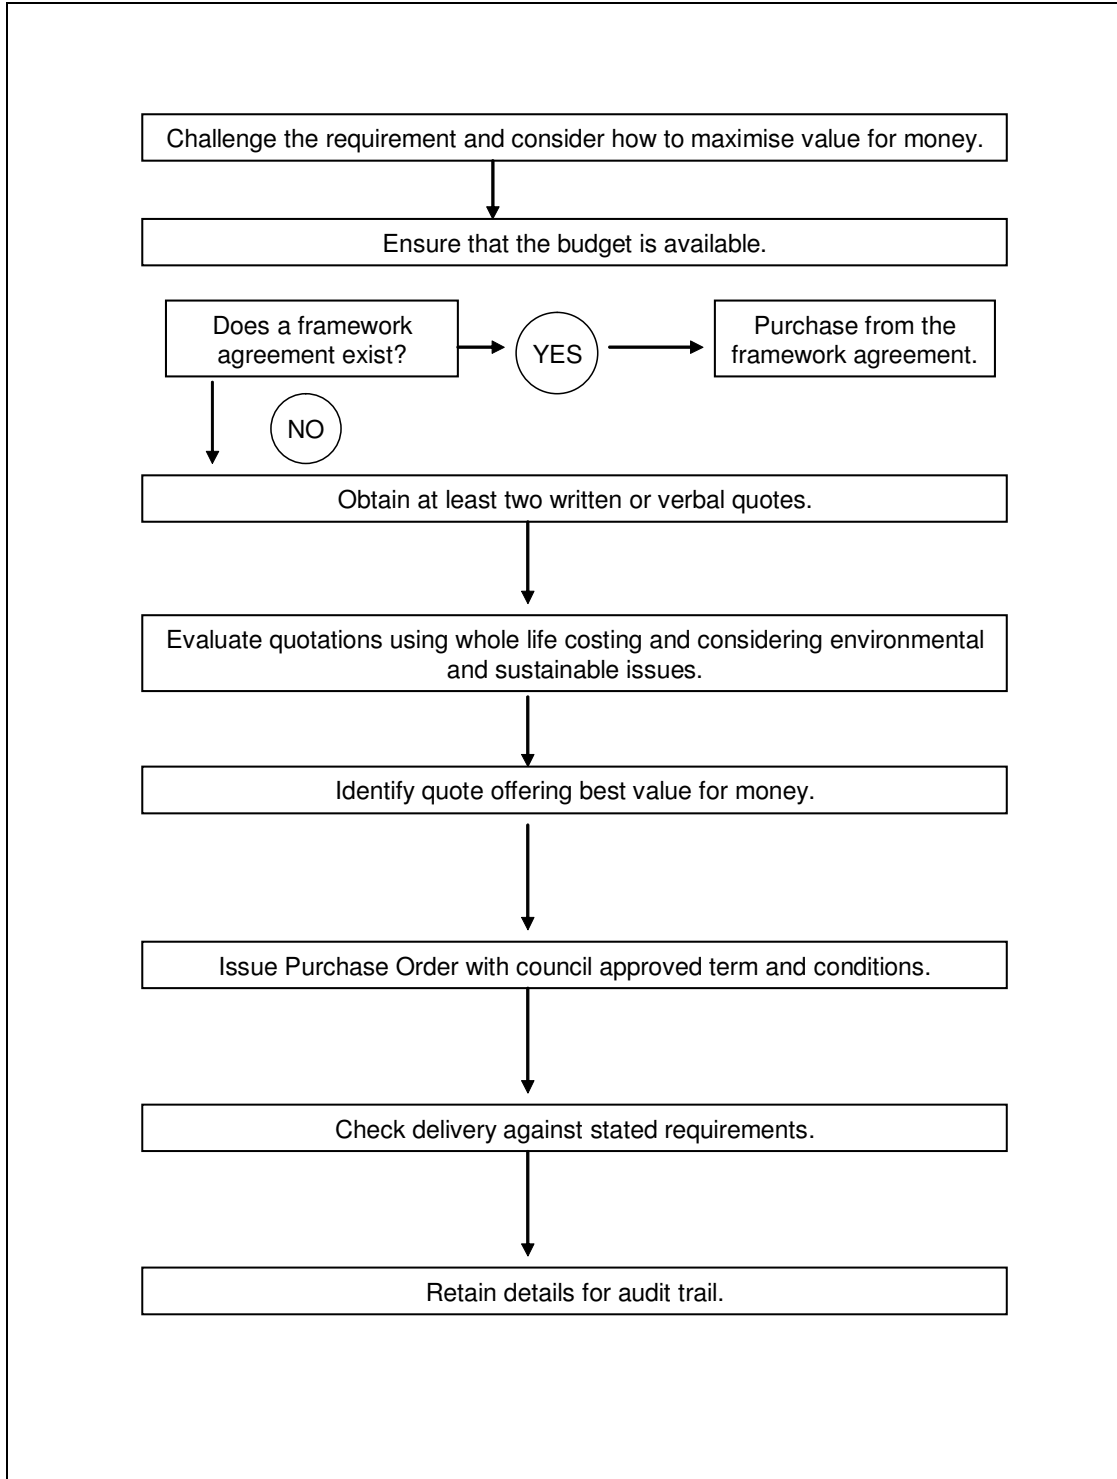 Challenge the requirement and consider how to maximise value for money.
Ensure that the budget is available.
Does a framework
agreement exist?
YES
Purchase from the
framework agreement.
NO
Obtain at least two written or verbal quotes.
Evaluate quotations using whole life costing and considering environmental
and sustainable issues.
Identify quote offering best value for money.
Issue Purchase Order with council approved term and conditions.
Check delivery against stated requirements.
Retain details for audit trail.